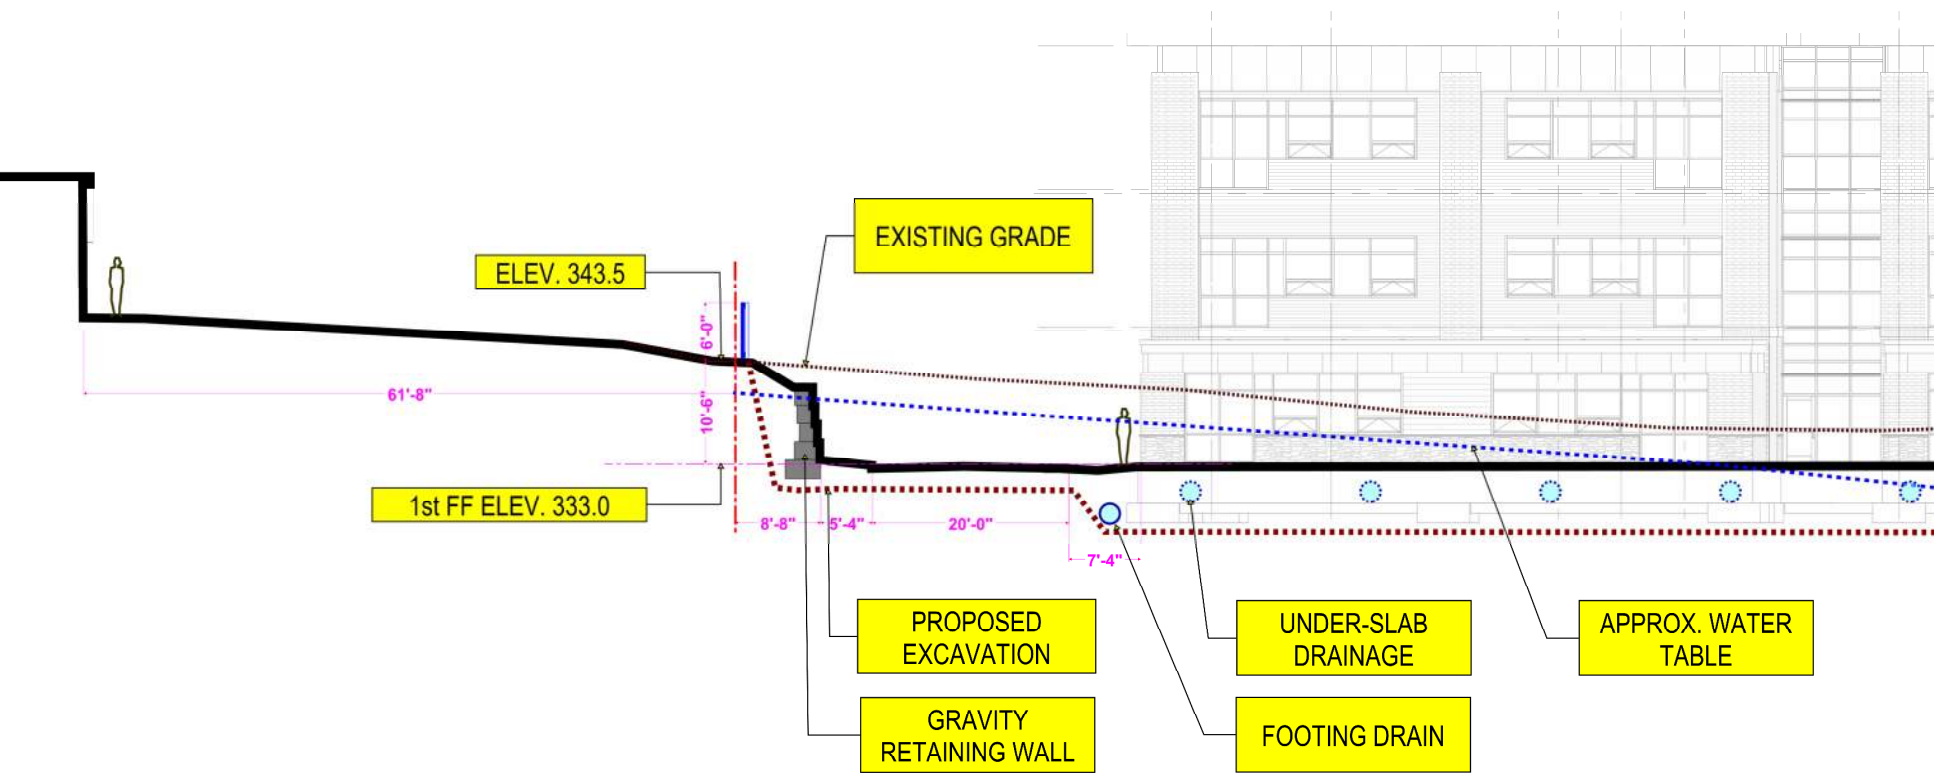 EXISTING GRADE
ELEV. 343.5
6'-0"
61'-8"
10'-6"
1st FF ELEV. 333.0
8'-8"
5'-4"
20'-0"
7'-4"
PROPOSED
EXCAVATION
UNDER-SLAB
DRAINAGE
APPROX. WATER
TABLE
GRAVITY
RETAINING WALL
FOOTING DRAIN